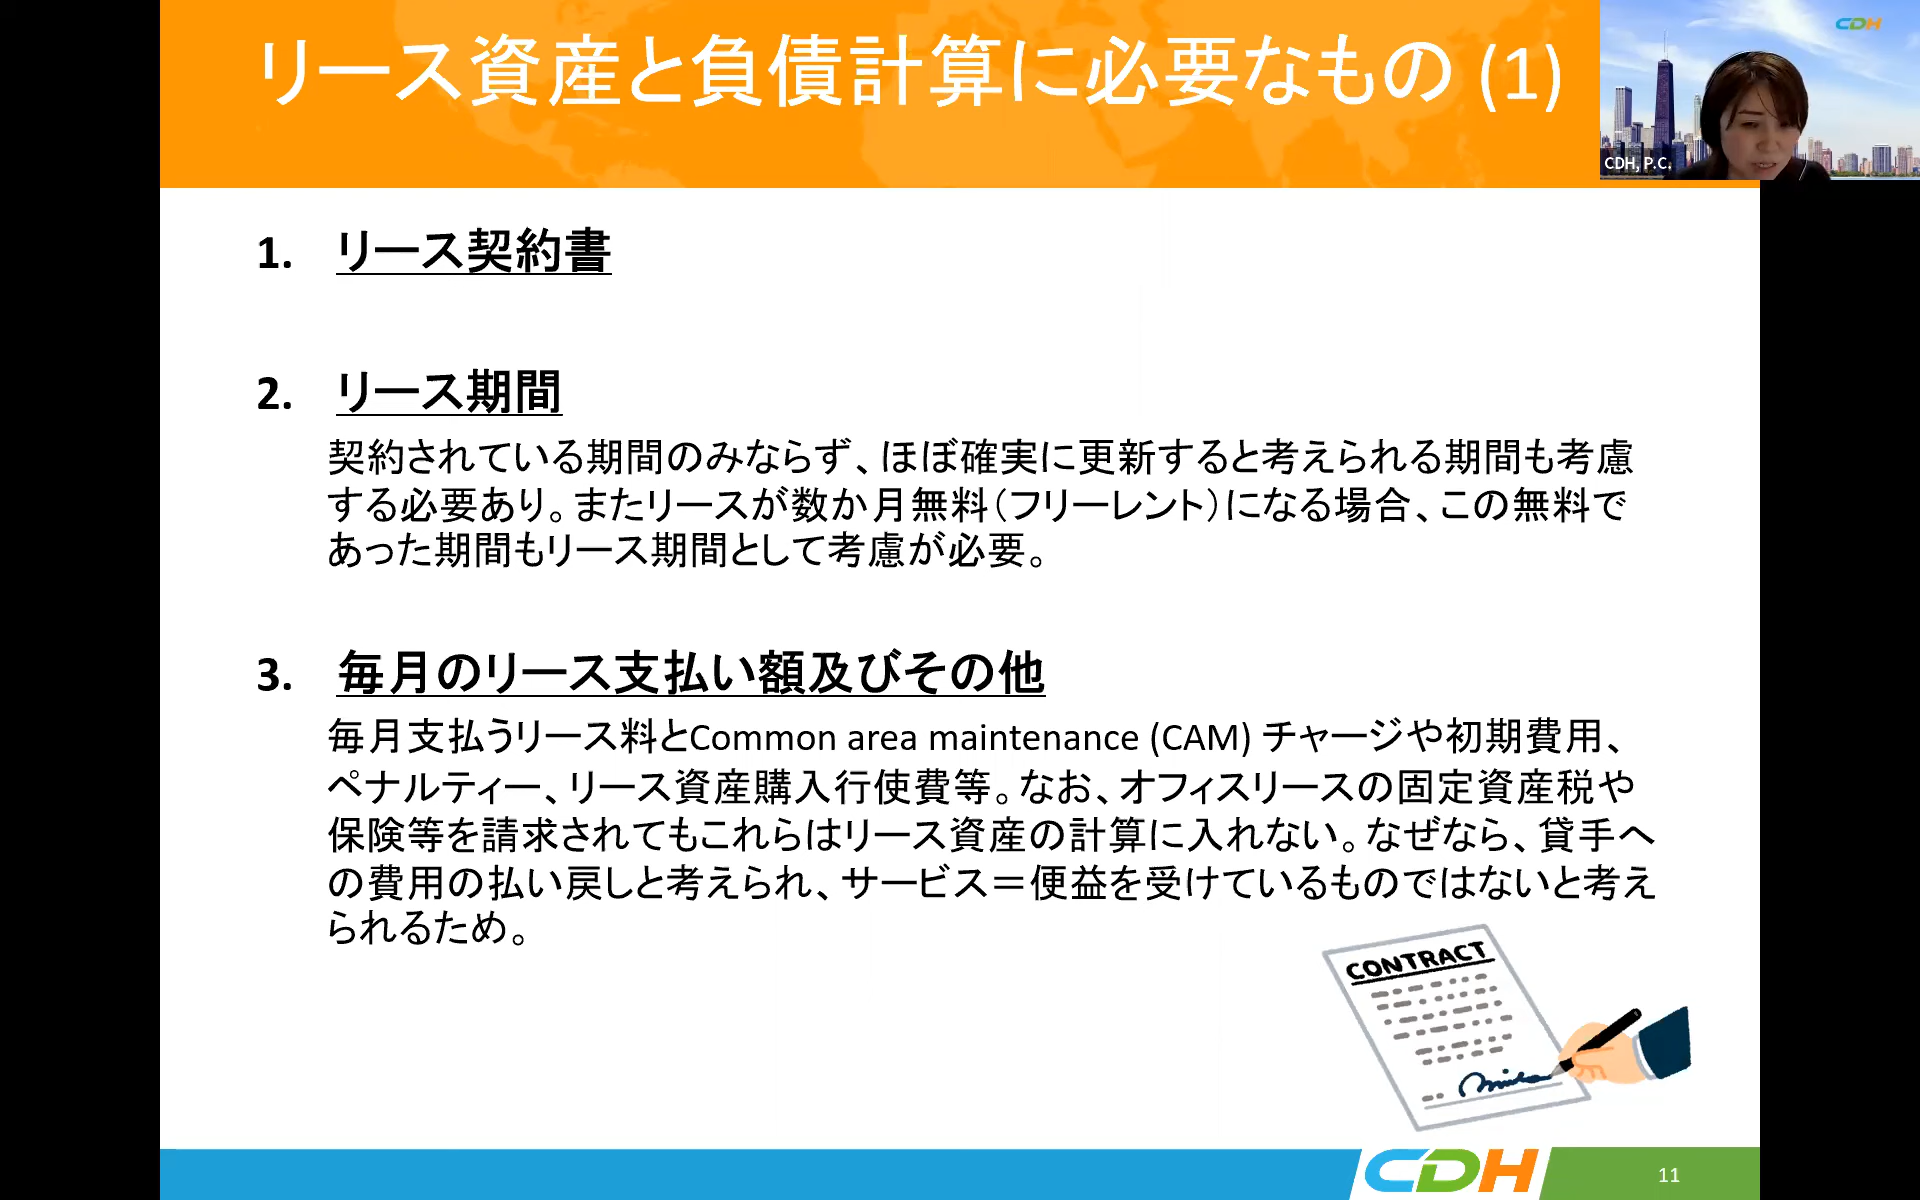 リース資産と負債計算に必要なもの (1)
CDH
CDH, P.C.
1. リース契約書
2. リース期間
契約されている期間のみならず、ほぼ確実に更新すると考えられる期間も考慮
する必要あり。またリースが数か月無料（フリーレント）になる場合、この無料で
あった期間もリース期間として考慮が必要。
3. 毎月のリース支払い額及びその他
毎月支払うリース料とCommon area maintenance (CAM) チャージや初期費用、
ペナルティー、リース資産購入行使費等。なお、オフィスリースの固定資産税や
保険等を請求されてもこれらはリース資産の計算に入れない。なぜなら、貸手へ
の費用の払い戻しと考えられ、サービス＝便益を受けているものではないと考え
られるため。
CONTRACT
CDH
11